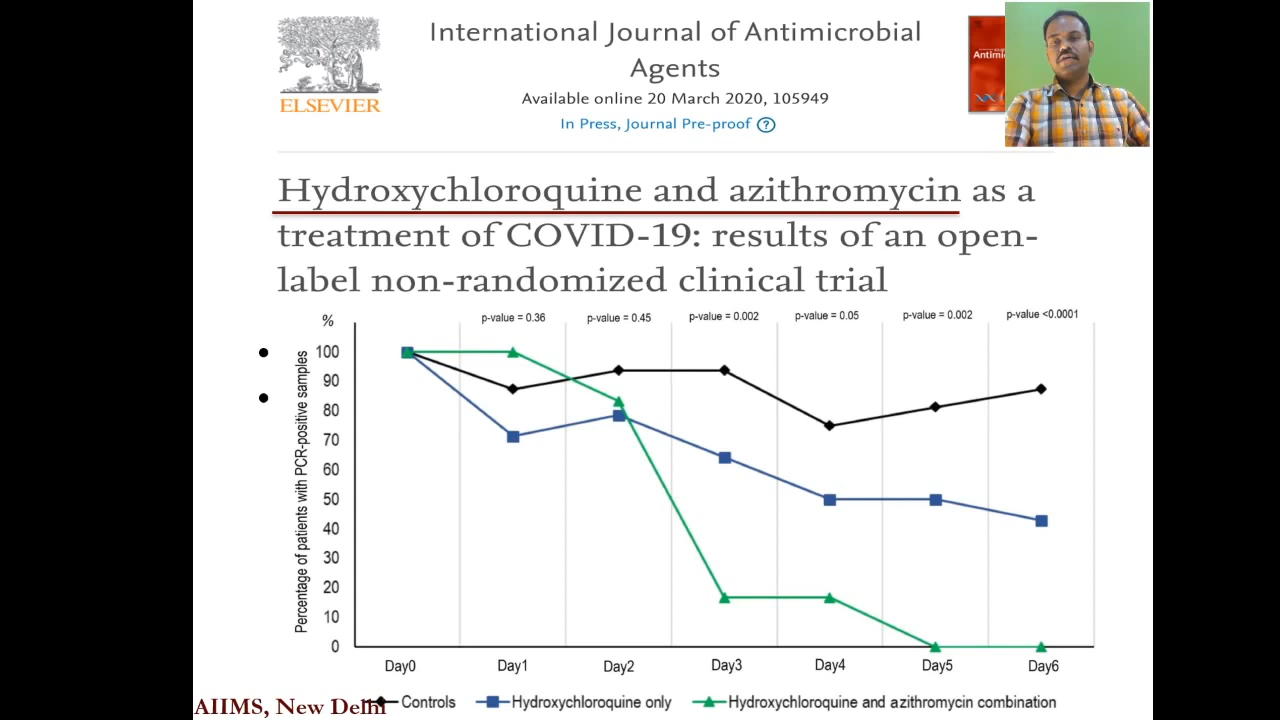 International Journal of Antimicrobial
Agents
Available online 20 March 2020, 105949
In Press, Journal Pre-proof ?
ELSEVIER
Hydroxychloroquine and azithromycin as a
treatment of COVID-19: results of an open-
label non-randomized clinical trial
%
p-value = 0.36
p-value = 0.45
p-value = 0.002
p-value = 0.05
p-value = 0.002
p-value <0.0001
Percentage of patients with PCR-positive samples
100
90
80
70
60
50
40
30
20
10
0
Day0
Day1
Day2
Day3
Day4
Day5
Day6
Controls
Hydroxychloroquine only
Hydroxychloroquine and azithromycin combination
AIIMS, New Delhi